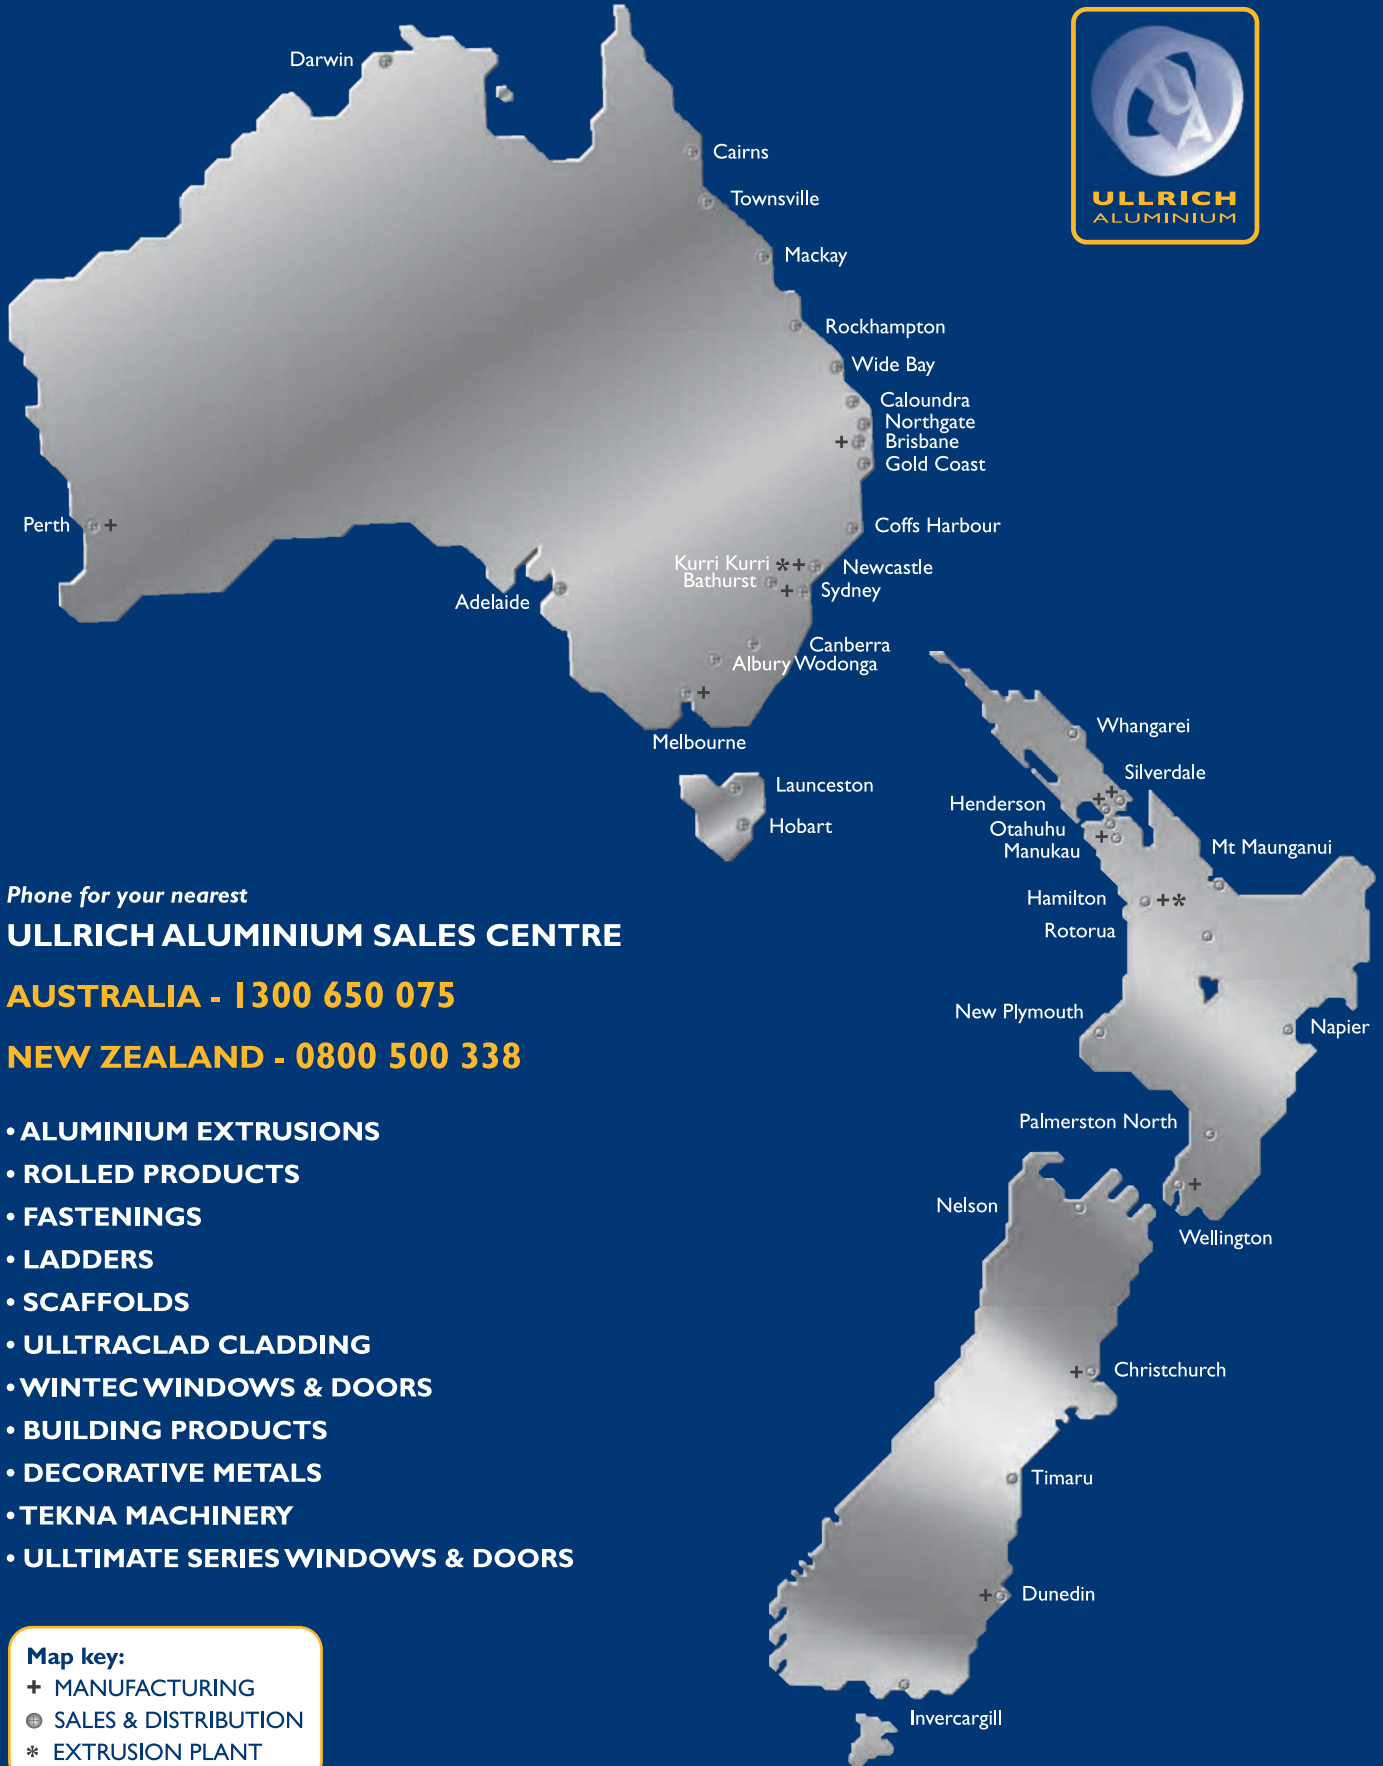 UA
ULLRICH
ALUMINIUM
Darwin
Cairns
Townsville
Mackay
Rockhampton
Wide Bay
Caloundra
Northgate
+ Brisbane
Gold Coast
Perth +
Coffs Harbour
Kurri Kurri *+ Newcastle
Bathurst
+ Sydney
Adelaide
Canberra
Albury Wodonga
+
Melbourne
Launceston
Hobart
Whangarei
Silverdale
+
Henderson +
Otahuhu
+
Manukau
Mt Maunganui
Hamilton +*
Rotorua
New Plymouth
Napier
Palmerston North
+
Wellington
Nelson
+ Christchurch
Timaru
+ Dunedin
Invercargill
Phone for your nearest
ULLRICH ALUMINIUM SALES CENTRE
AUSTRALIA - 1300 650 075
NEW ZEALAND - 0800 500 338
• ALUMINIUM EXTRUSIONS
• ROLLED PRODUCTS
• FASTENINGS
• LADDERS
• SCAFFOLDS
• ULLTRACLAD CLADDING
• WINTEC WINDOWS & DOORS
• BUILDING PRODUCTS
• DECORATIVE METALS
• TEKNA MACHINERY
• ULLTIMATE SERIES WINDOWS & DOORS
Map key:
+ MANUFACTURING
SALES & DISTRIBUTION
* EXTRUSION PLANT